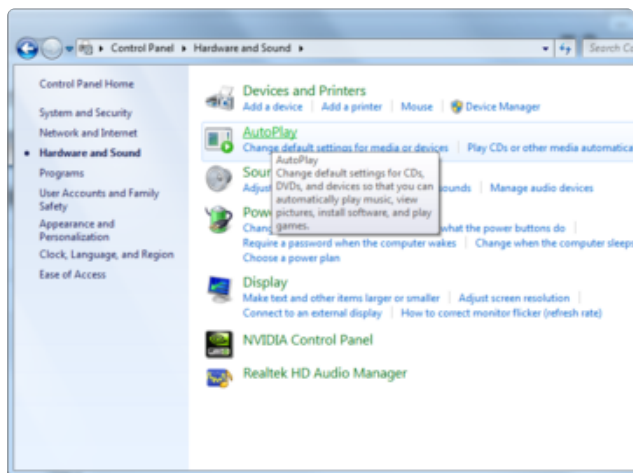 Control Panel ▸ Hardware and Sound ▸
Search Co
Control Panel Home
System and Security
Network and Internet
Hardware and Sound
Programs
User Accounts and Family
Safety
Appearance and
Personalization
Clock, Language, and Region
Ease of Access
Devices and Printers
Add a device | Add a printer | Mouse | Device Manager
AutoPlay
Change default settings for media or devices | Play CDs or other media automatica
AutoPlay
Change default settings for CDs,
DVDs, and devices so that you can
automatically play music, view
pictures, install software, and play
games.
Soun
Adjus
ounds | Manage audio devices
Pow
Chang
what the power buttons do
Require a password when the computer wakes | Change when the computer sleeps
Choose a power plan
Display
Make text and other items larger or smaller | Adjust screen resolution
Connect to an external display | How to correct monitor flicker (refresh rate)
NVIDIA Control Panel
Realtek HD Audio Manager